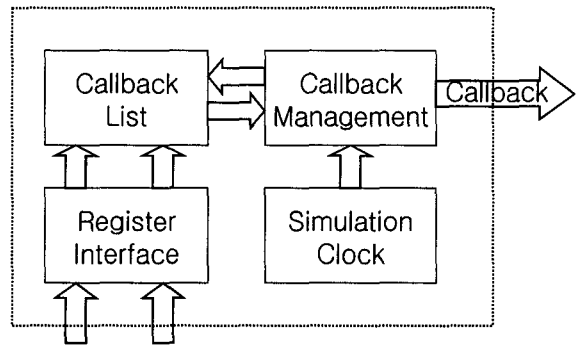 Callback
List
Callback
Management
Callback
Register
Interface
Simulation
Clock